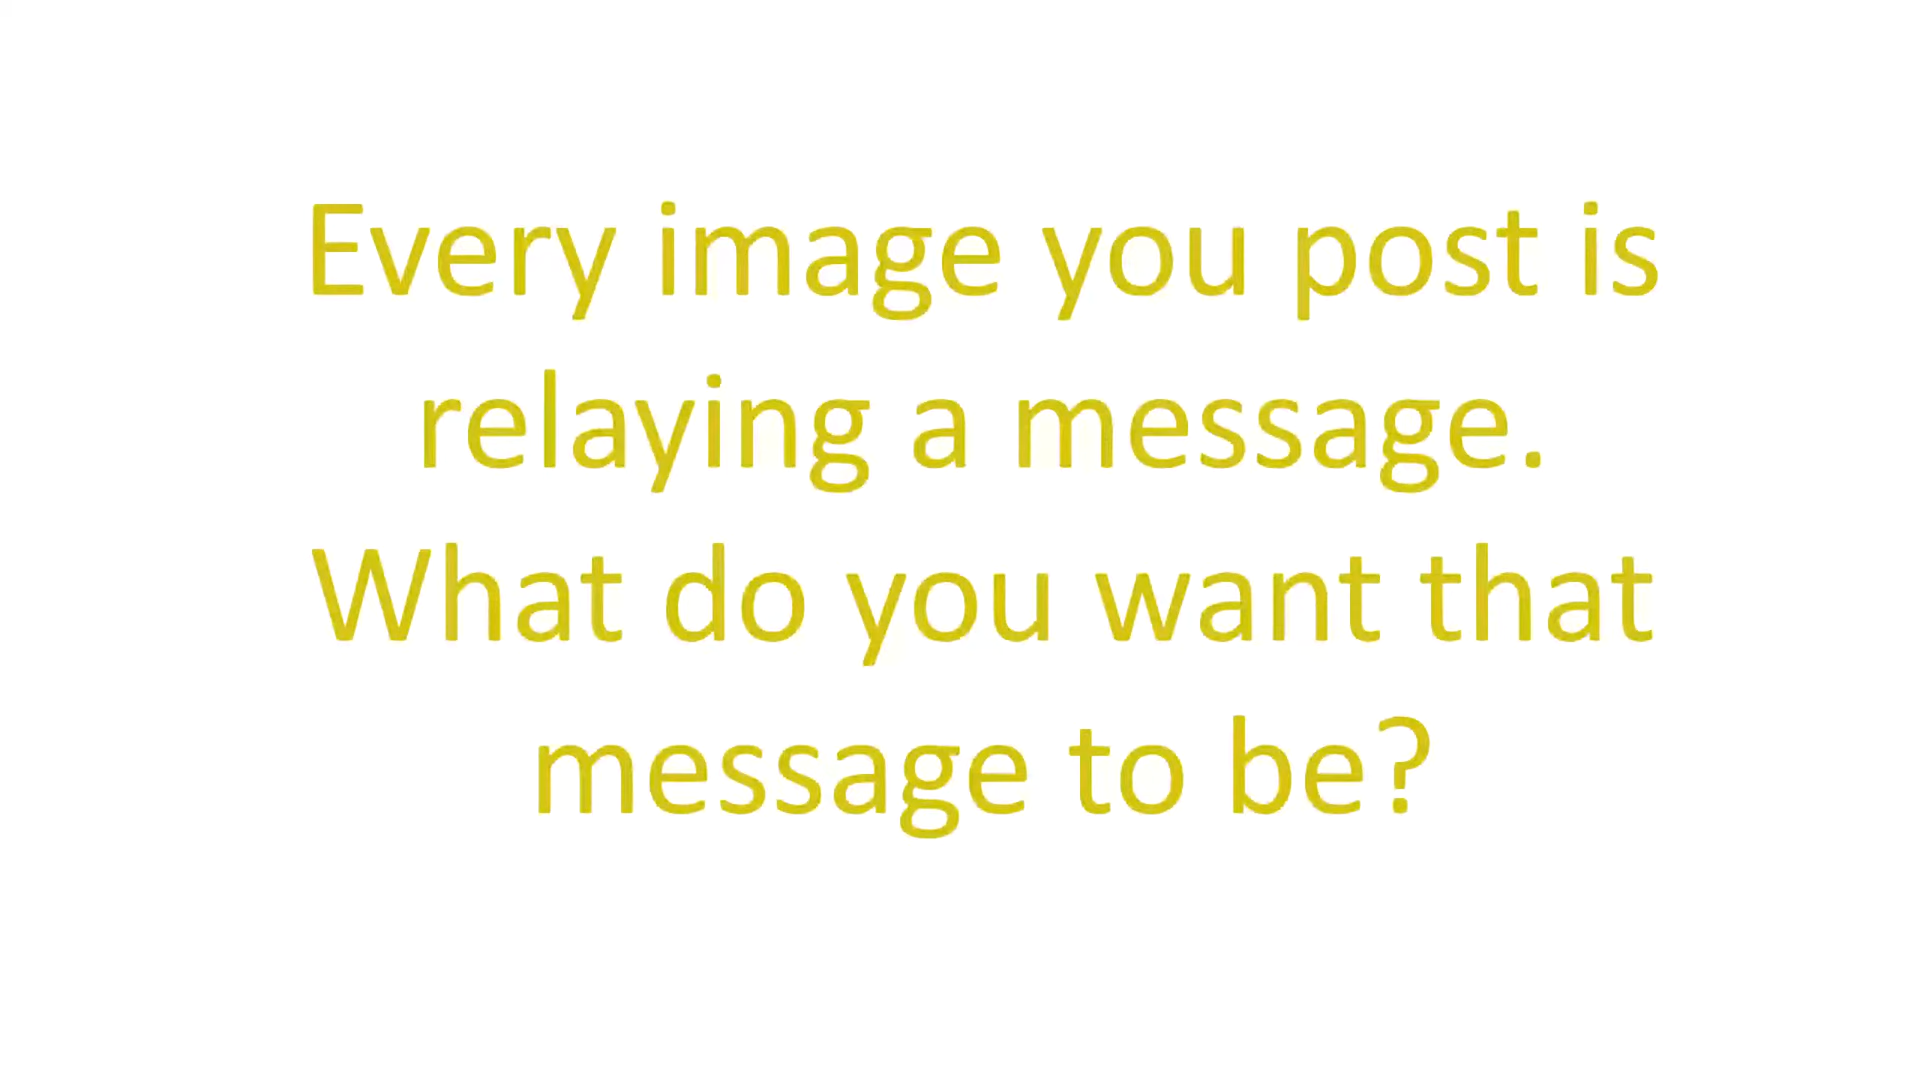 Every image you post is
relaying a message.
What do you want that
message to be?